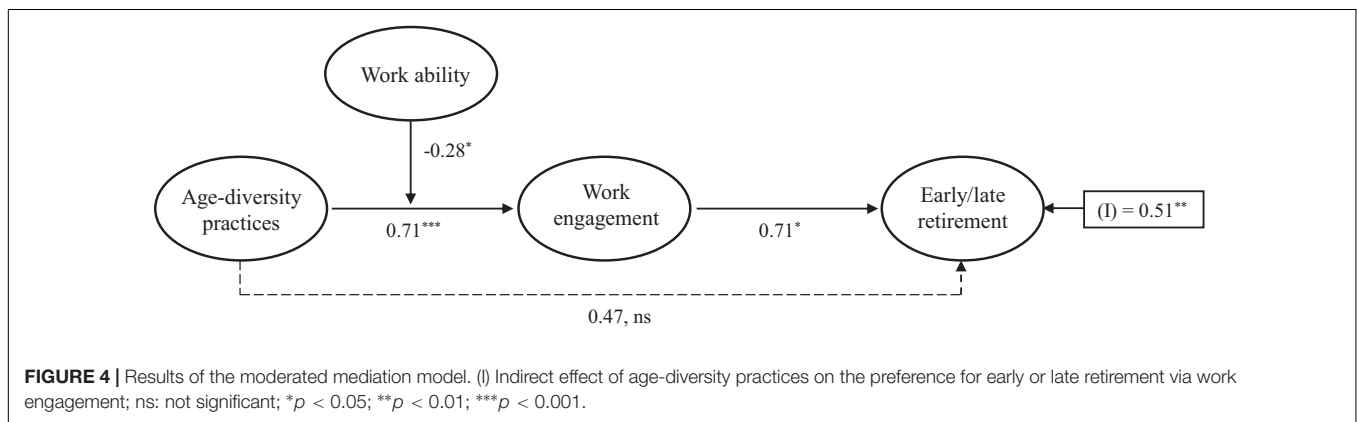 Work ability
-0.28*
Age-diversity
practices
0.71***
Work
engagement
0.71*
Early/late
retirement
(I) = 0.51**
0.47, ns
FIGURE 4 | Results of the moderated mediation model. (I) Indirect effect of age-diversity practices on the preference for early or late retirement via work
engagement; ns: not significant; *p < 0.05; **p < 0.01; ***p < 0.001.